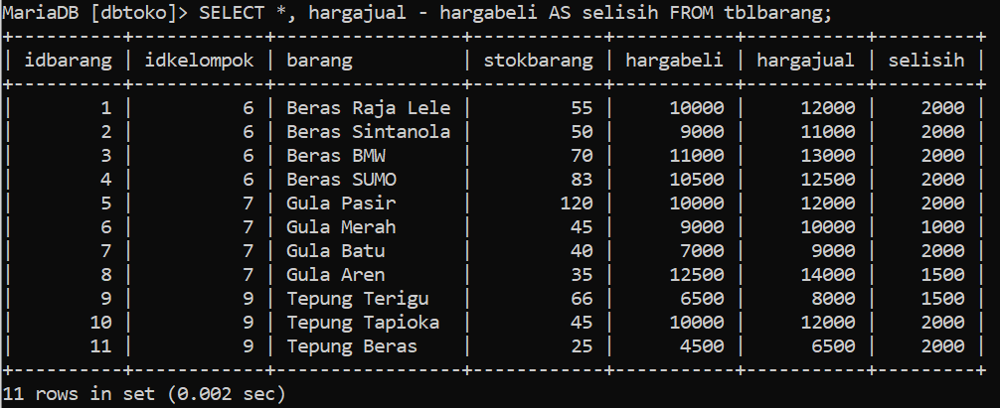 MariaDB [dbtoko]> SELECT *, hargajual - hargabeli AS selisih FROM tblbarang;
+----------+------------+-----------------+------------+-----------+-----------+---------+
| idbarang | idkelompok | barang          | stokbarang | hargabeli | hargajual | selisih |
+----------+------------+-----------------+------------+-----------+-----------+---------+
|        1 |          6 | Beras Raja Lele |         55 |     10000 |     12000 |    2000 |
|        2 |          6 | Beras Sintanola |         50 |      9000 |     11000 |    2000 |
|        3 |          6 | Beras BMW       |         70 |     11000 |     13000 |    2000 |
|        4 |          6 | Beras SUMO      |         83 |     10500 |     12500 |    2000 |
|        5 |          7 | Gula Pasir      |        120 |     10000 |     12000 |    2000 |
|        6 |          7 | Gula Merah      |         45 |      9000 |     10000 |    1000 |
|        7 |          7 | Gula Batu       |         40 |      7000 |      9000 |    2000 |
|        8 |          7 | Gula Aren       |         35 |     12500 |     14000 |    1500 |
|        9 |          9 | Tepung Terigu   |         66 |      6500 |      8000 |    1500 |
|       10 |          9 | Tepung Tapioka  |         45 |     10000 |     12000 |    2000 |
|       11 |          9 | Tepung Beras    |         25 |      4500 |      6500 |    2000 |
+----------+------------+-----------------+------------+-----------+-----------+---------+
11 rows in set (0.002 sec)